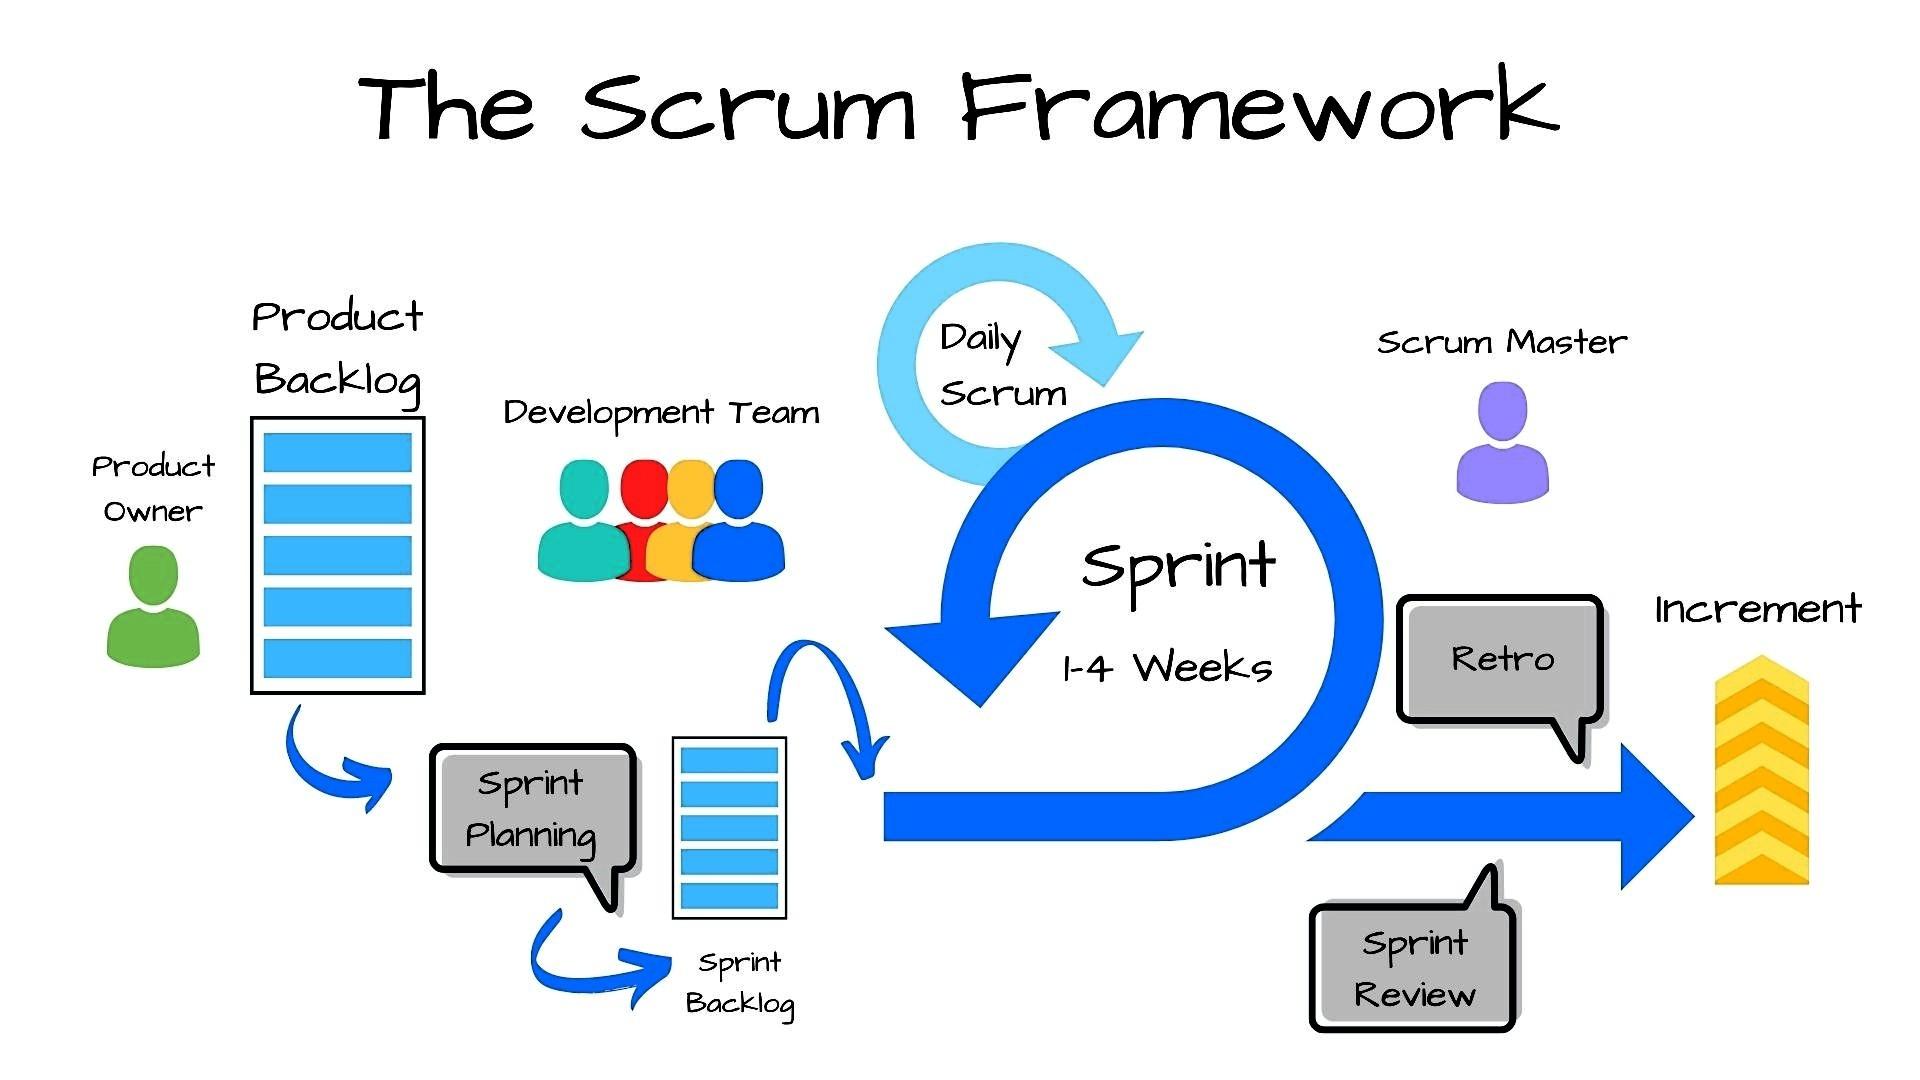 The Scrum Framework
Product
Backlog
Product
Owner
Development Team
Daily
Scrum
Scrum Master
Sprint
1-4 Weeks
Retro
Increment
Sprint
Planning
Sprint
Backlog
Sprint
Review